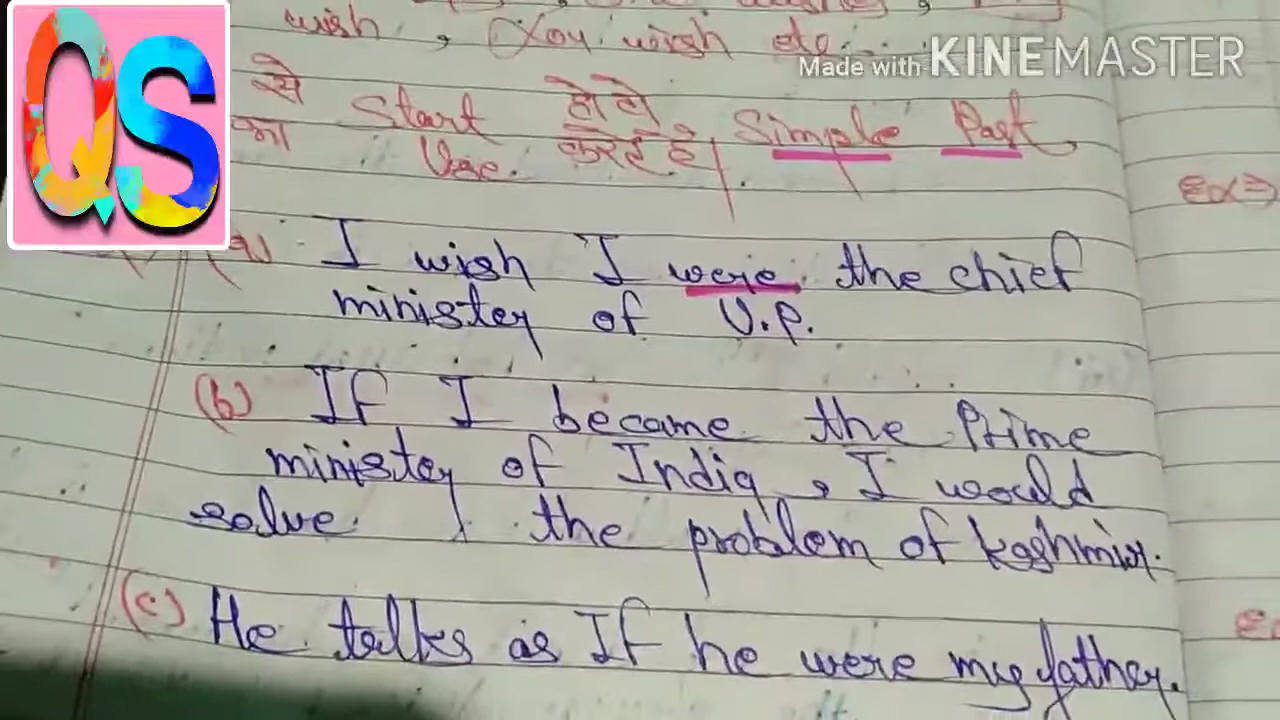 wish, You wish etc.
से Start हो तो Simple Past
का Use. करते है।
(a) I wish I were the chief
minister of U.P.
(b) If I became the Prime
minister of India, I would
solve the problem of kashmir.
(c) He talks as If he were my father.
Ex⇒
QS
Made with KINEMASTER